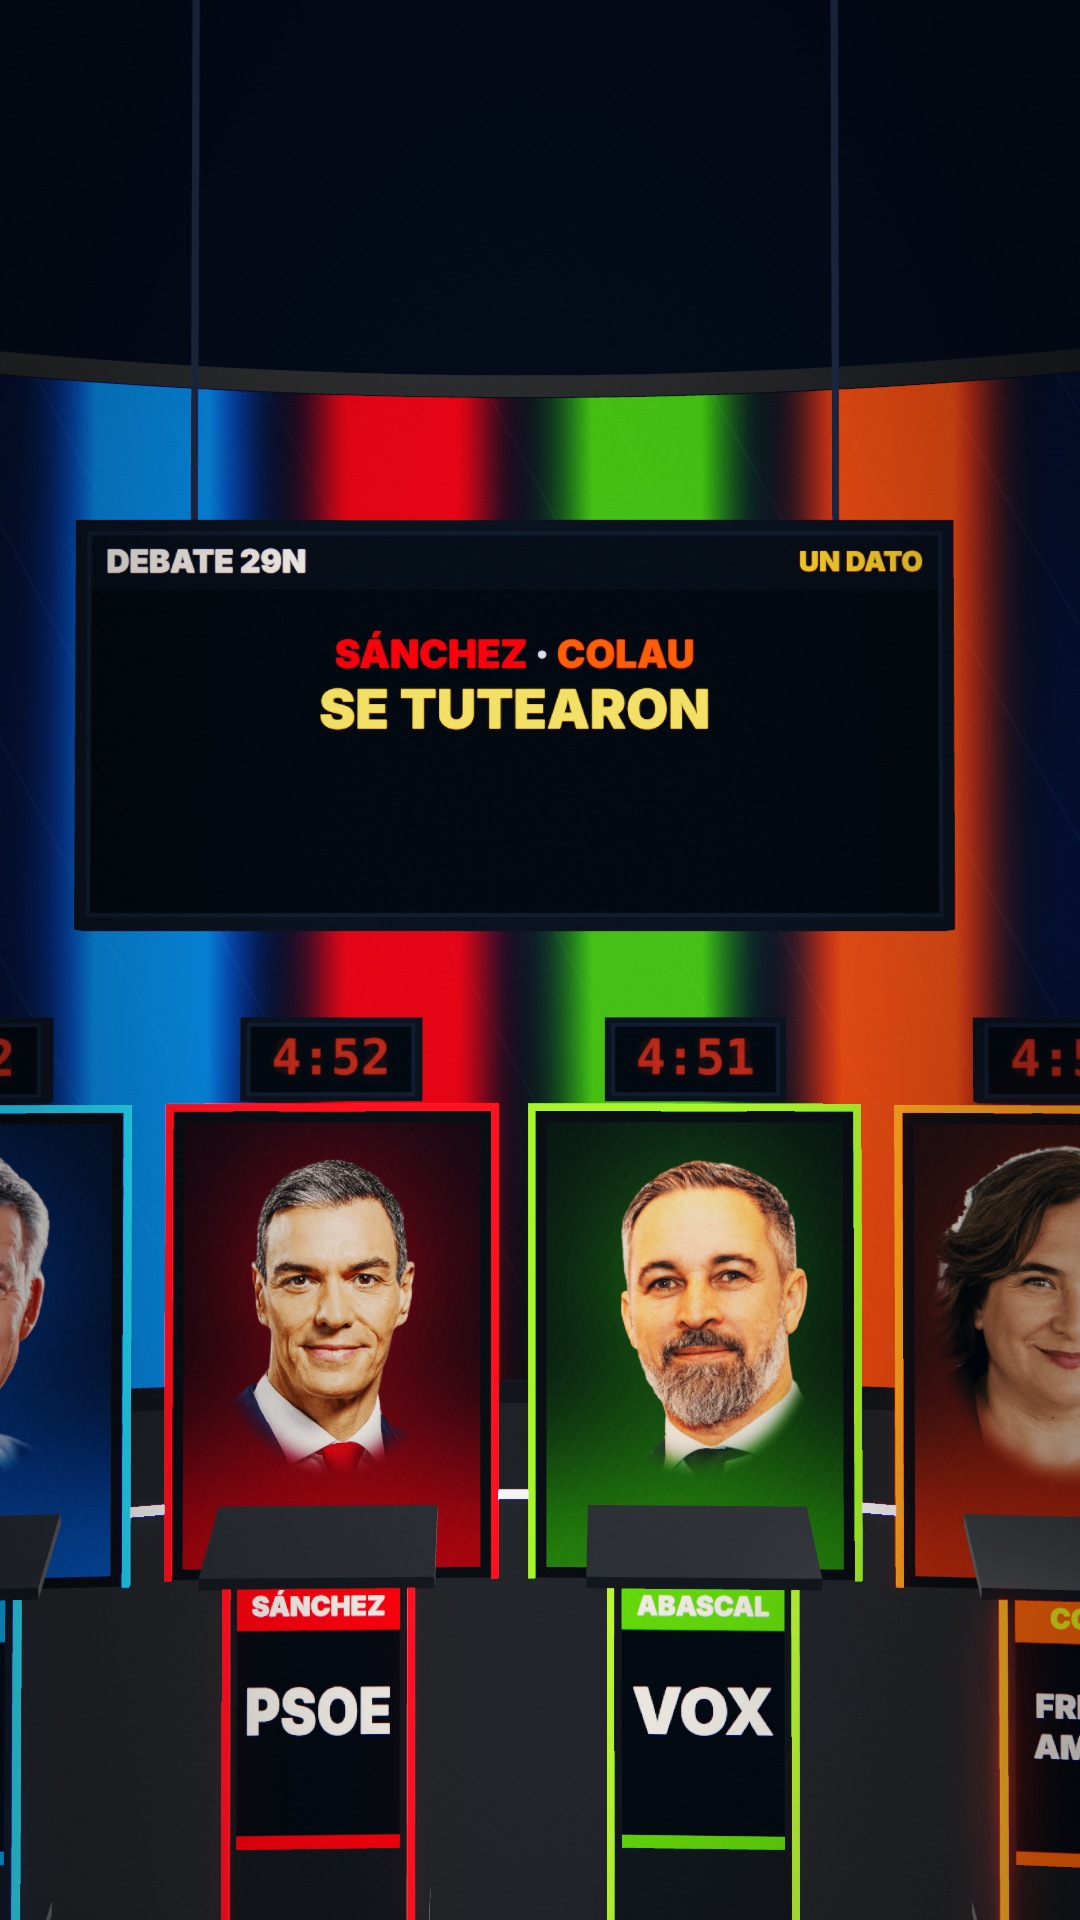 DEBATE 29N
UN DATO
SÁNCHEZ · COLAU
SE TUTEARON
4:52
4:51
SÁNCHEZ
ABASCAL
PSOE
VOX